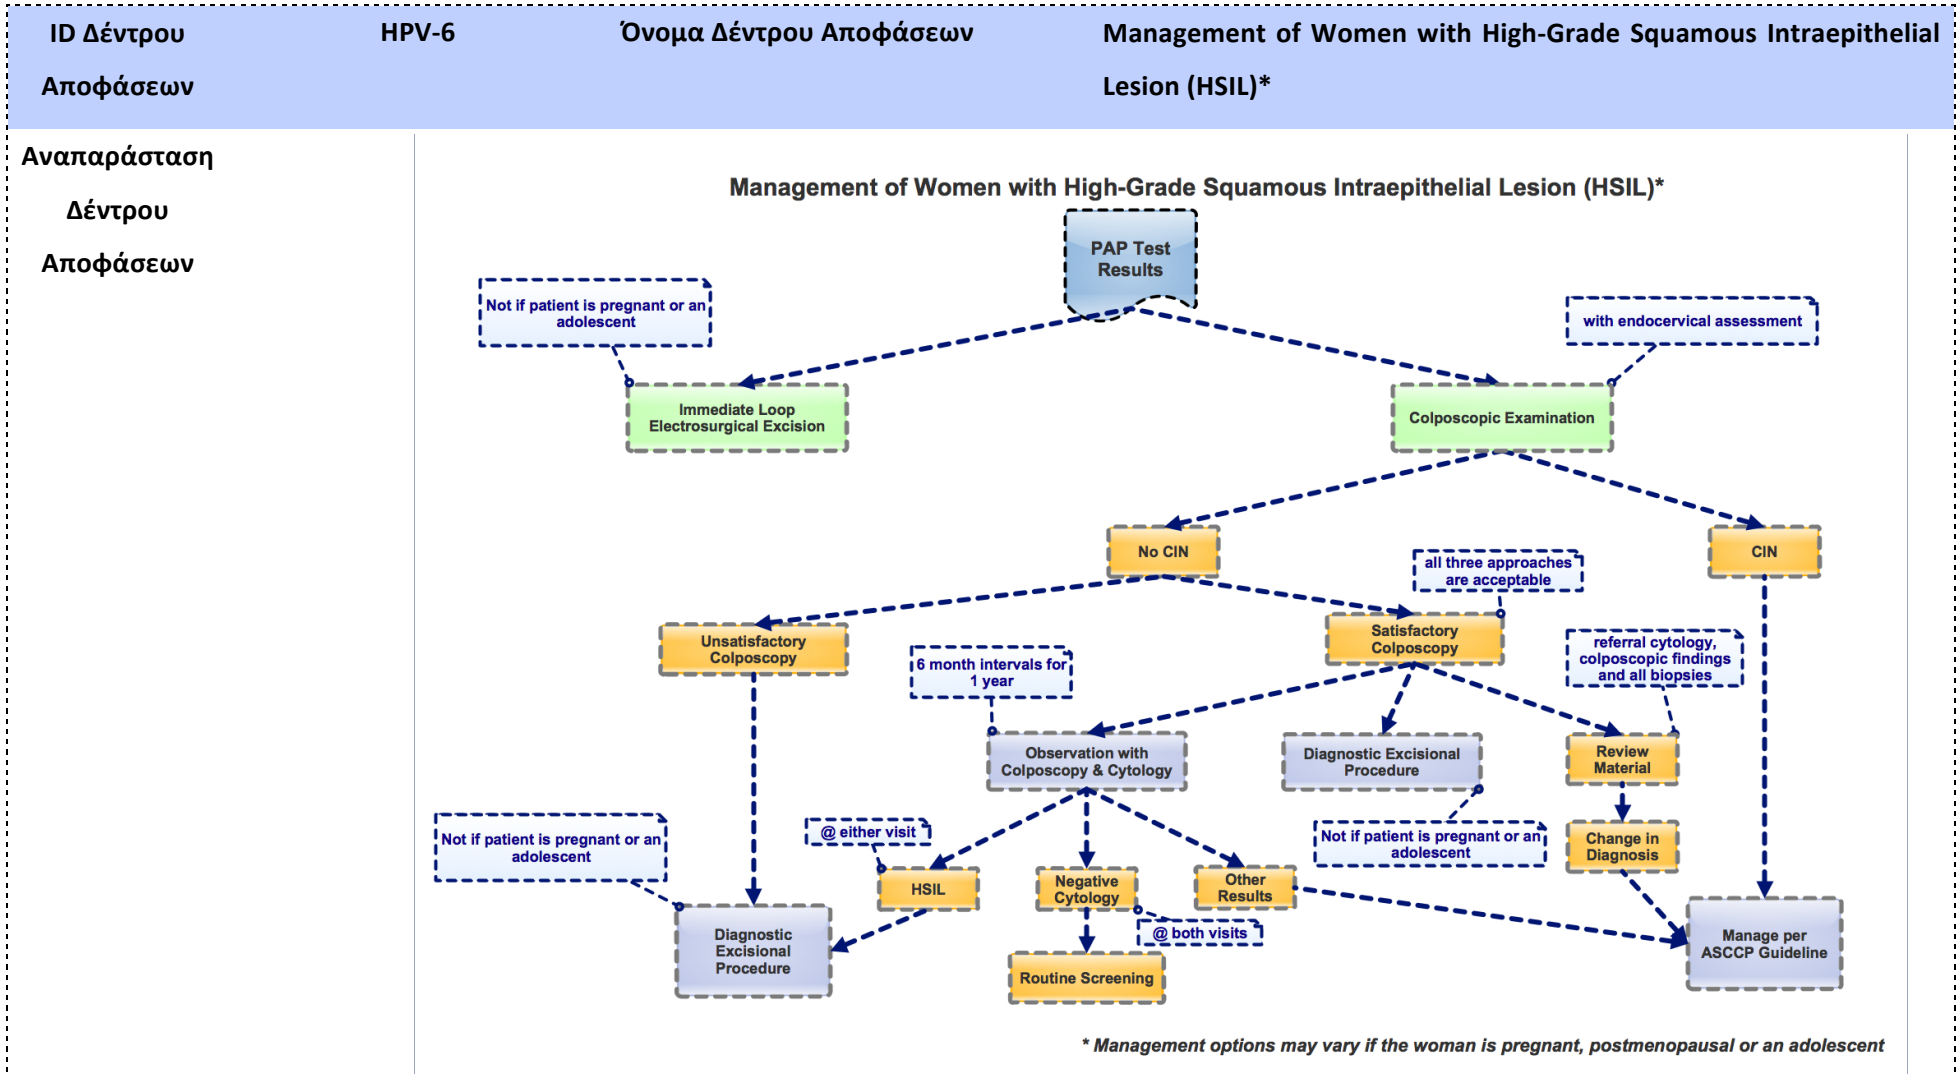 ID Δέντρου
Αποφάσεων
HPV-6
Όνομα Δέντρου Αποφάσεων
Management of Women with High-Grade Squamous Intraepithelial
Lesion (HSIL)*
Αναπαράσταση
Δέντρου
Αποφάσεων
Management of Women with High-Grade Squamous Intraepithelial Lesion (HSIL)*
PAP Test
Results
Not if patient is pregnant or an
adolescent
with endocervical assessment
Immediate Loop
Electrosurgical Excision
Colposcopic Examination
No CIN
CIN
all three approaches
are acceptable
Unsatisfactory
Colposcopy
Satisfactory
Colposcopy
6 month intervals for
1 year
referral cytology,
colposcopic findings
and all biopsies
Observation with
Colposcopy & Cytology
Diagnostic Excisional
Procedure
Review
Material
Not if patient is pregnant or an
adolescent
@ either visit
Not if patient is pregnant or an
adolescent
Change in
Diagnosis
HSIL
Negative
Cytology
Other
Results
@ both visits
Diagnostic
Excisional
Procedure
Routine Screening
Manage per
ASCCP Guideline
* Management options may vary if the woman is pregnant, postmenopausal or an adolescent